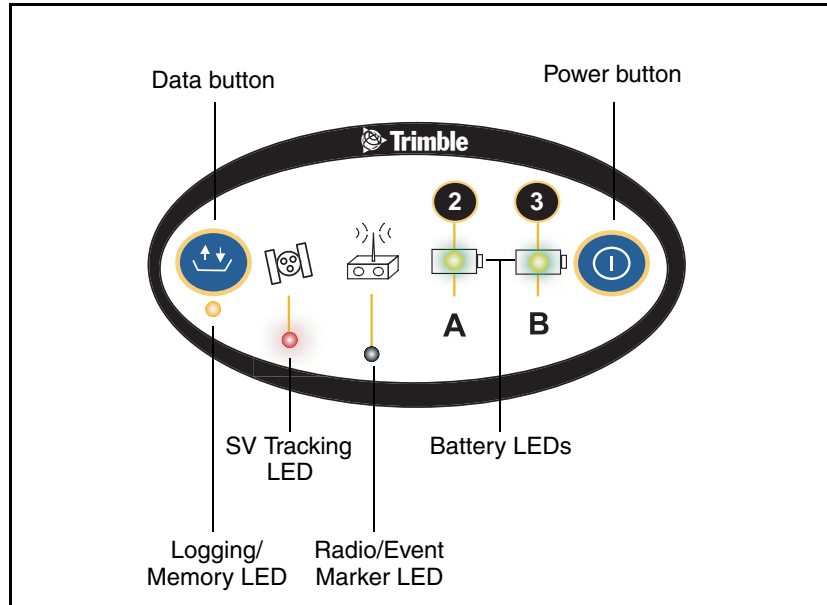 Data button
Power button
Trimble
2
3
A
B
SV Tracking
LED
Battery LEDs
Logging/
Memory LED
Radio/Event
Marker LED